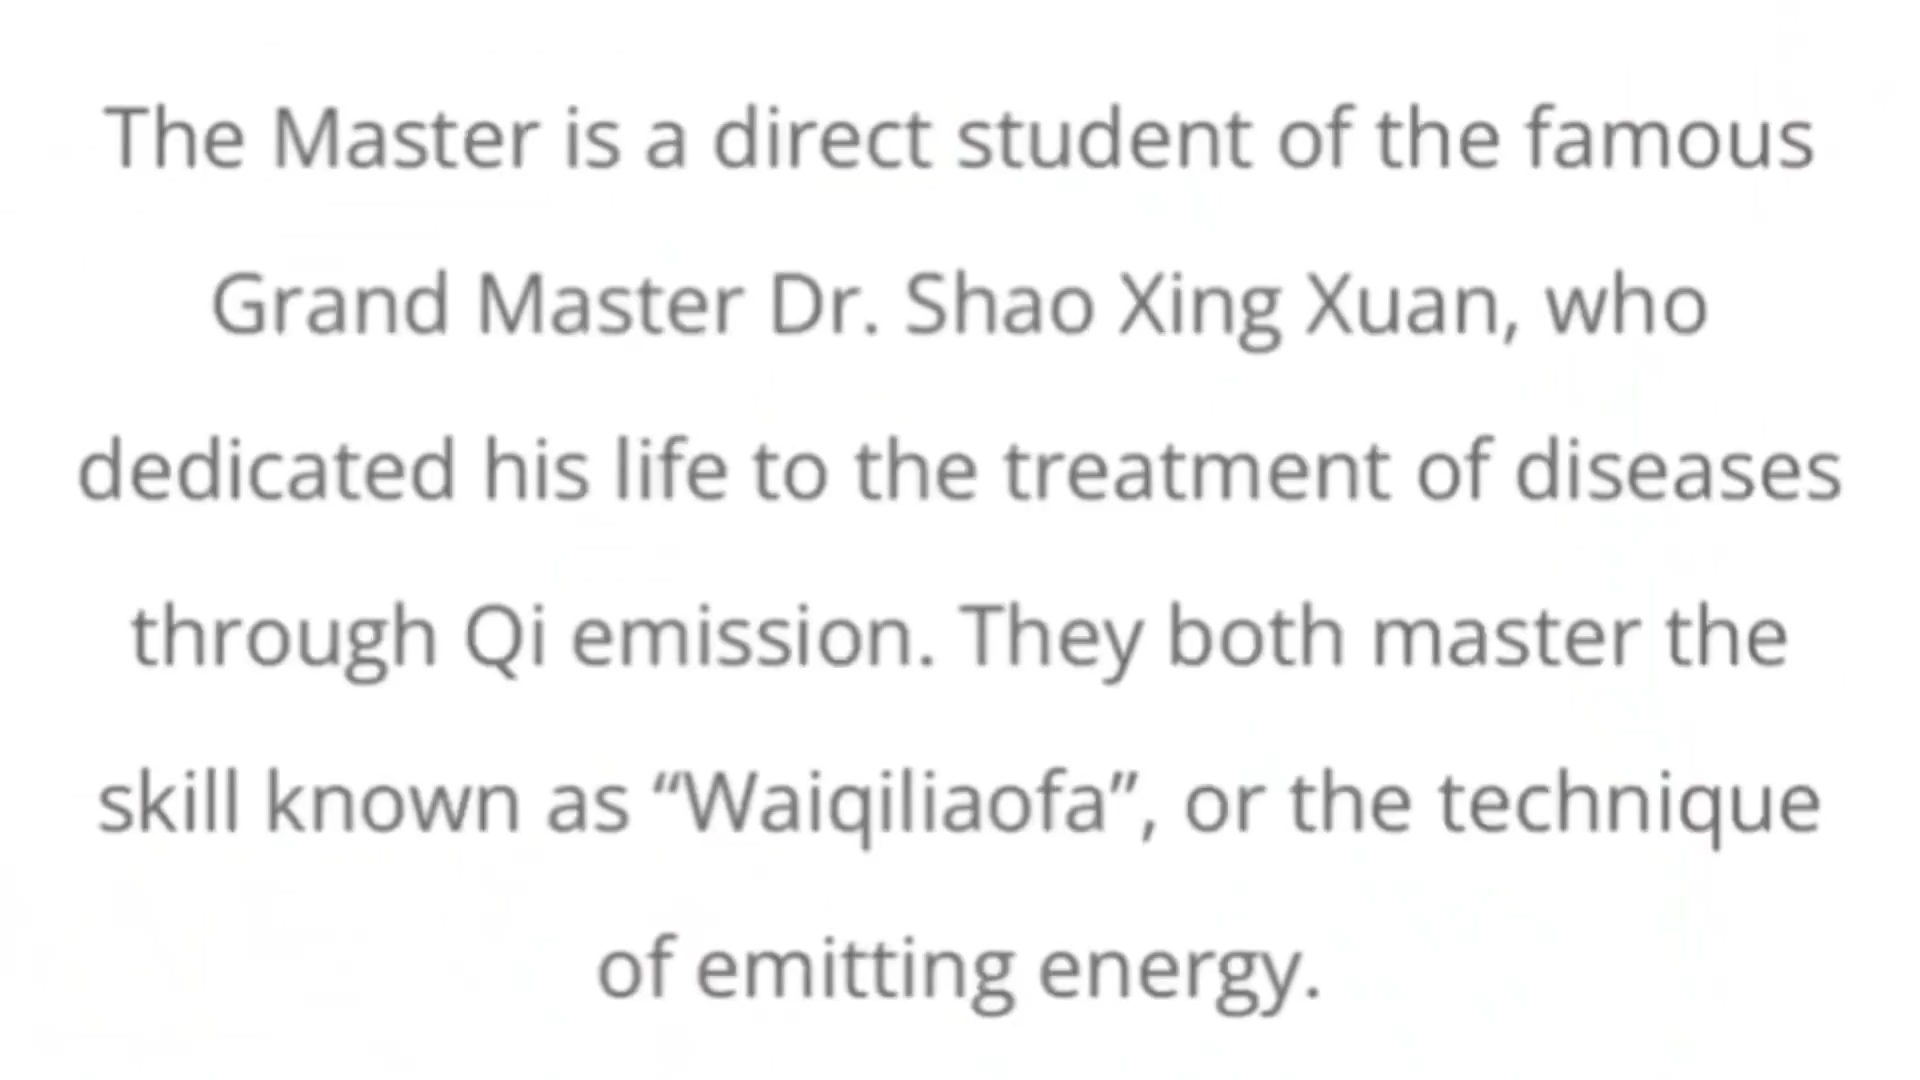 The Master is a direct student of the famous
Grand Master Dr. Shao Xing Xuan, who
dedicated his life to the treatment of diseases
through Qi emission. They both master the
skill known as “Waiqiliaofa”, or the technique
of emitting energy.